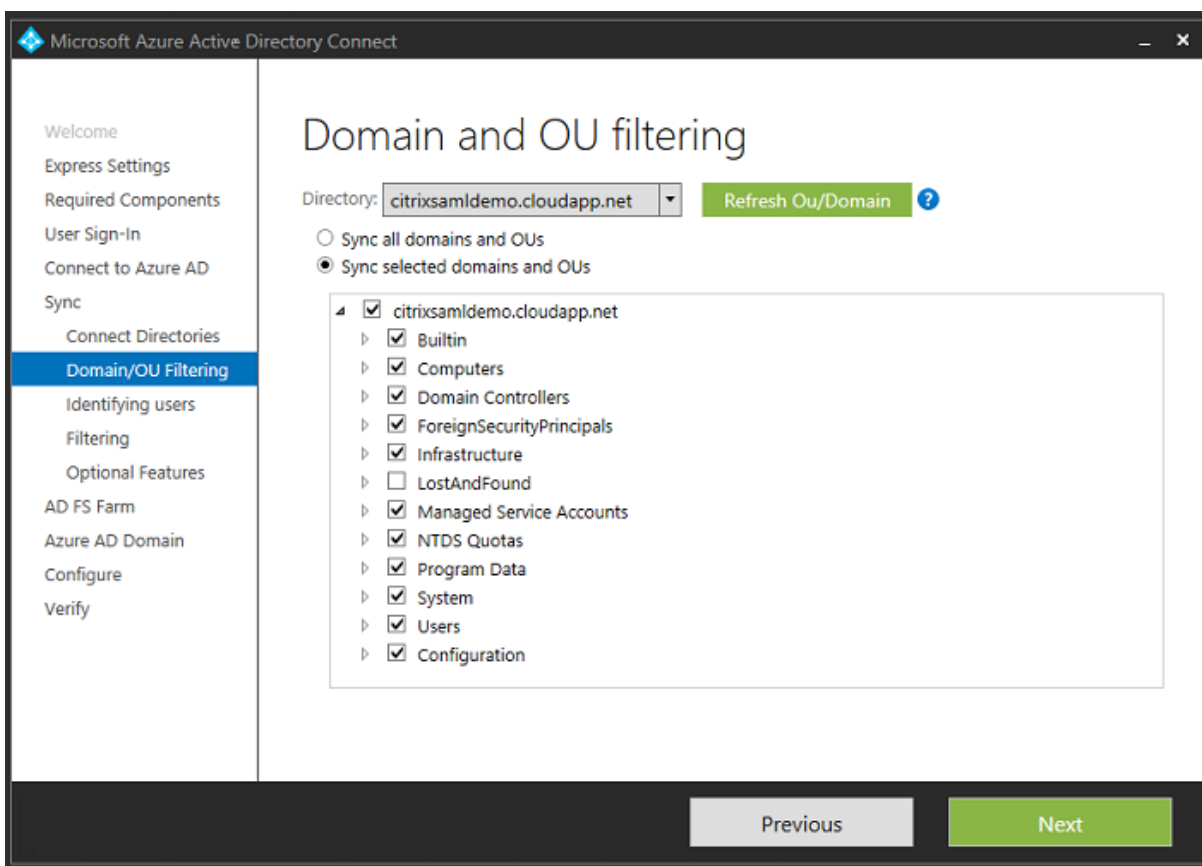 Microsoft Azure Active Directory Connect
Welcome
Express Settings
Required Components
User Sign-In
Connect to Azure AD
Sync
Connect Directories
Domain/OU Filtering
Identifying users
Filtering
Optional Features
AD FS Farm
Azure AD Domain
Configure
Verify
Domain and OU filtering
Directory: citrixsamldemo.cloudapp.net Refresh Ou/Domain ?
Sync all domains and OUs
Sync selected domains and OUs
citrixsamldemo.cloudapp.net
Builtin
Computers
Domain Controllers
ForeignSecurityPrincipals
Infrastructure
LostAndFound
Managed Service Accounts
NTDS Quotas
Program Data
System
Users
Configuration
Previous Next